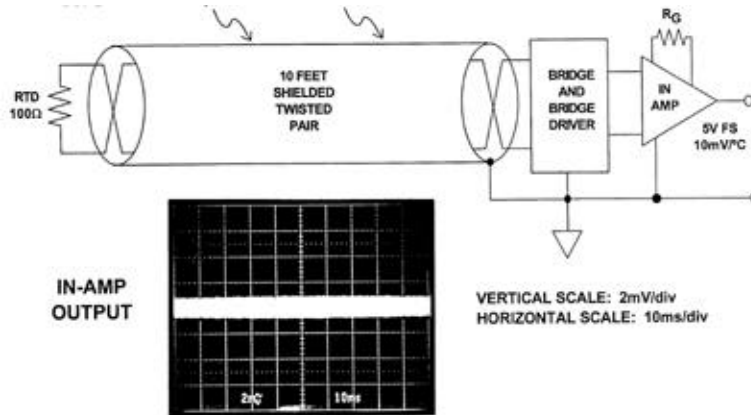 RG
RTD
100Ω
10 FEET
SHIELDED
TWISTED
PAIR
BRIDGE
AND
BRIDGE
DRIVER
IN
AMP
5V FS
10mV/°C
IN-AMP
OUTPUT
VERTICAL SCALE: 2mV/div
HORIZONTAL SCALE: 10ms/div
10ms